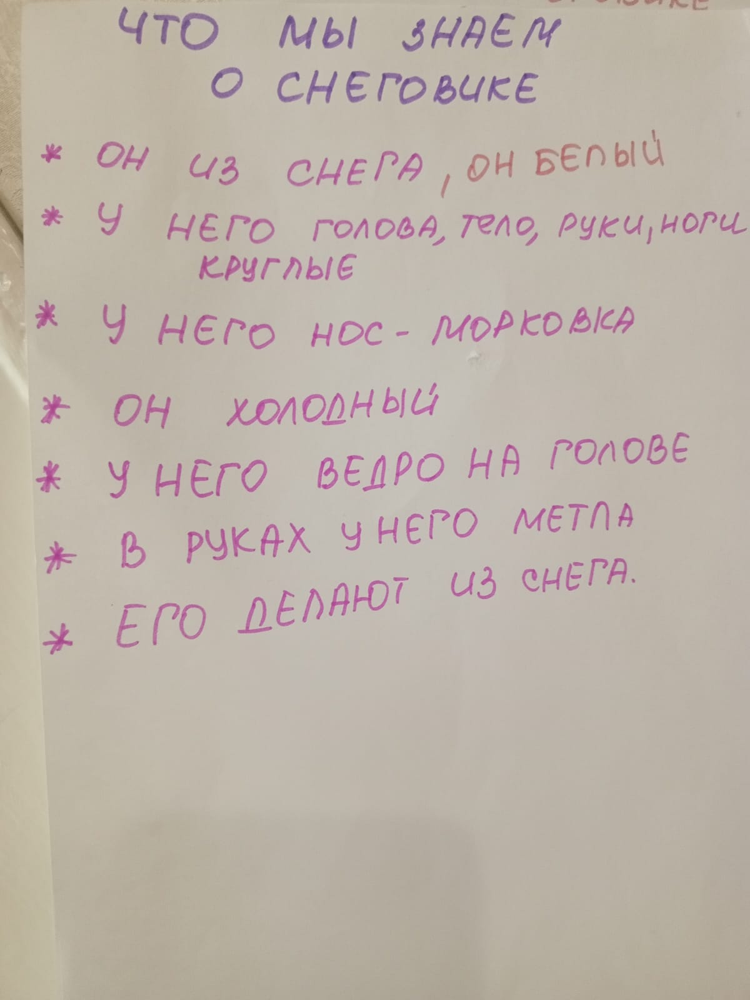 ЧТО МЫ ЗНАЕМ
О СНЕГОВИКЕ
* ОН ИЗ СНЕГА, ОН БЕЛЫЙ
* У НЕГО ГОЛОВА, ТЕЛО, РУКИ, НОГИ
КРУГЛЫЕ
* У НЕГО НОС - МОРКОВКА
* ОН ХОЛОДНЫЙ
* У НЕГО ВЕДРО НА ГОЛОВЕ
* В РУКАХ У НЕГО МЕТЛА
* ЕГО ДЕЛАЮТ ИЗ СНЕГА.